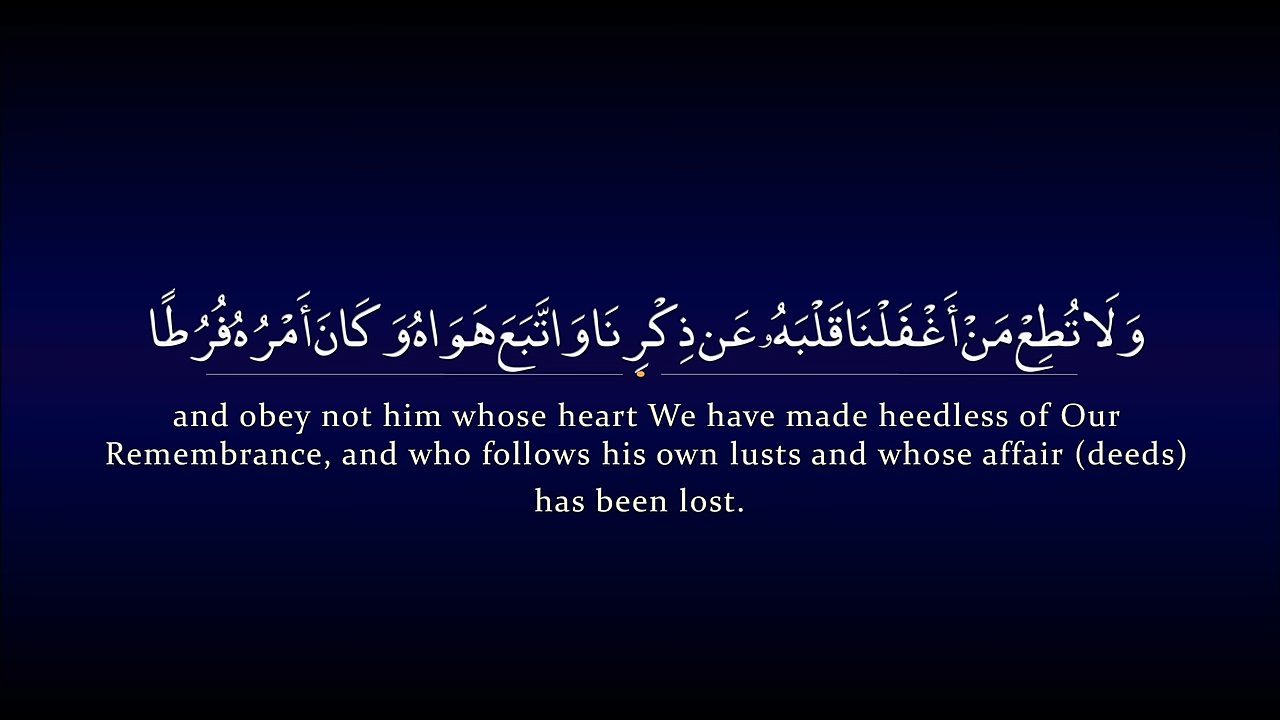 وَلَا تُطِعْ مَنْ أَغْفَلْنَا قَلْبَهُۥ عَن ذِكْرِنَا وَاتَّبَعَ هَوَاهُ وَكَانَ أَمْرُهُ فُرُطًا
and obey not him whose heart We have made heedless of Our
Remembrance, and who follows his own lusts and whose affair (deeds)
has been lost.